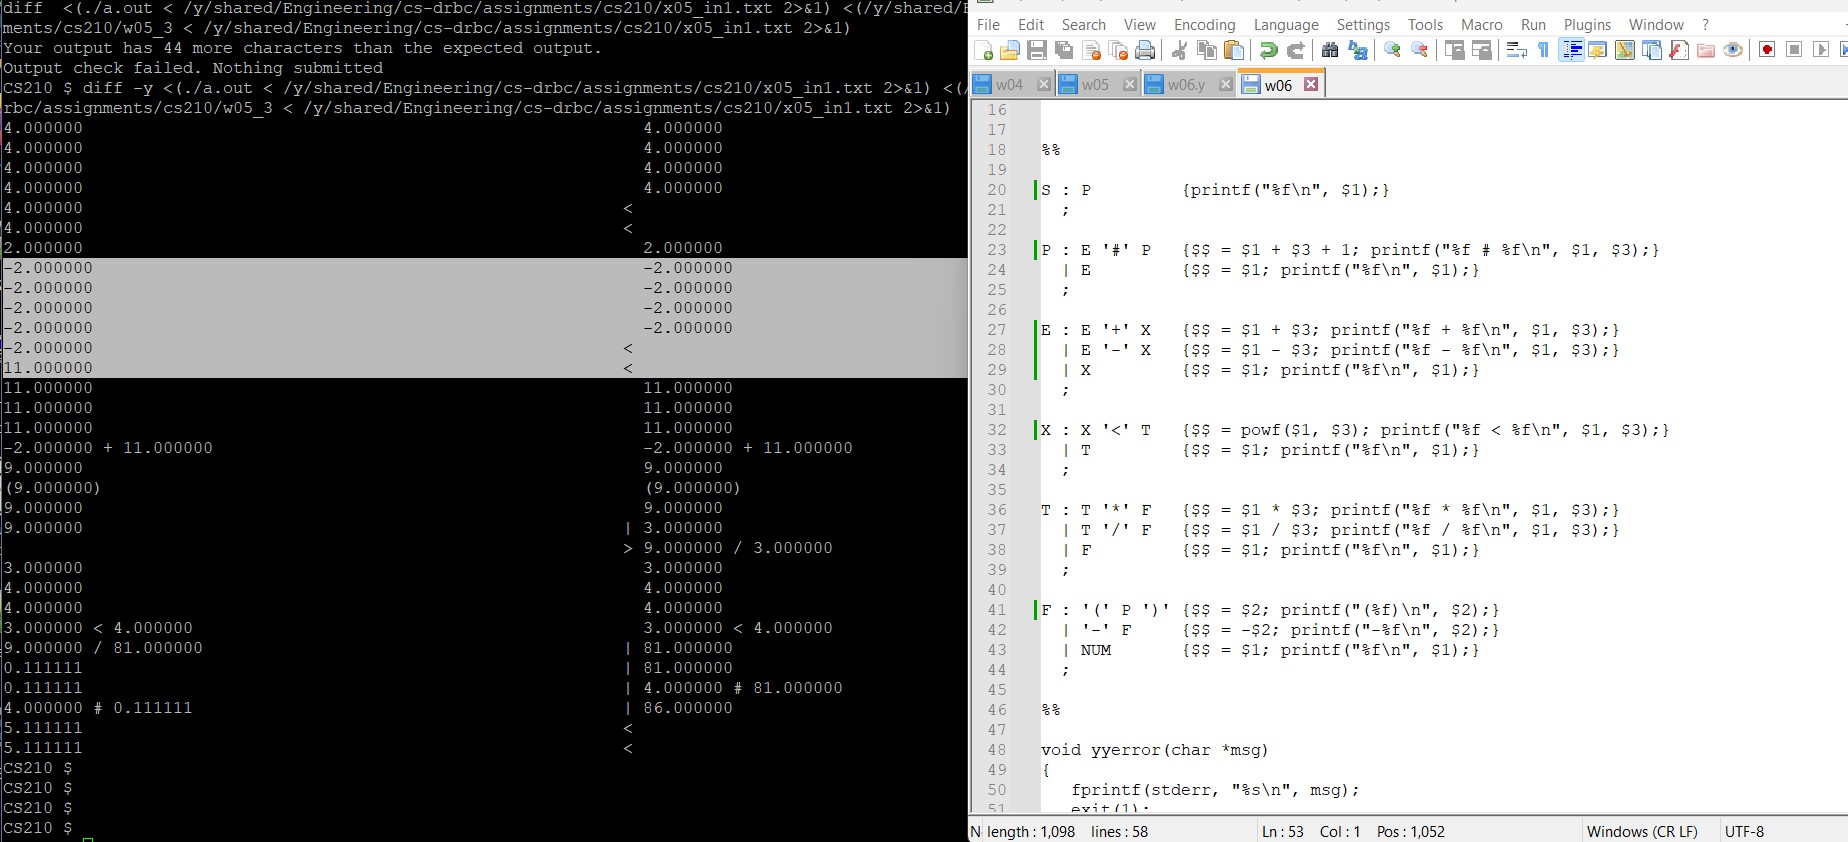 diff  <(./a.out < /y/shared/Engineering/cs-drbc/assignments/cs210/x05_in1.txt 2>&1) <(/y/shared/E
ments/cs210/w05_3 < /y/shared/Engineering/cs-drbc/assignments/cs210/x05_in1.txt 2>&1)
Your output has 44 more characters than the expected output.
Output check failed. Nothing submitted
CS210 $ diff -y <(./a.out < /y/shared/Engineering/cs-drbc/assignments/cs210/x05_in1.txt 2>&1) <(/
rbc/assignments/cs210/w05_3 < /y/shared/Engineering/cs-drbc/assignments/cs210/x05_in1.txt 2>&1)
4.000000 4.000000
4.000000 4.000000
4.000000 4.000000
4.000000 4.000000
4.000000 <
4.000000 <
2.000000 2.000000
-2.000000 -2.000000
-2.000000 -2.000000
-2.000000 -2.000000
-2.000000 -2.000000
-2.000000 <
11.000000 <
11.000000 11.000000
11.000000 11.000000
11.000000 11.000000
-2.000000 + 11.000000 -2.000000 + 11.000000
9.000000 9.000000
(9.000000) (9.000000)
9.000000 9.000000
9.000000 | 3.000000
> 9.000000 / 3.000000
3.000000 3.000000
4.000000 4.000000
4.000000 4.000000
3.000000 < 4.000000 3.000000 < 4.000000
9.000000 / 81.000000 | 81.000000
0.111111 | 81.000000
0.111111 | 4.000000 # 81.000000
4.000000 # 0.111111 | 86.000000
5.111111 <
5.111111 <
CS210 $
CS210 $
CS210 $
CS210 $
File Edit Search View Encoding Language Settings Tools Macro Run Plugins Window ?
w04 w05 w06.y w06
16
17
18 %%
19
20 S : P {printf("%f\n", $1);}
21 ;
22
23 P : E '#' P {$$ = $1 + $3 + 1; printf("%f # %f\n", $1, $3);}
24 | E {$$ = $1; printf("%f\n", $1);}
25 ;
26
27 E : E '+' X {$$ = $1 + $3; printf("%f + %f\n", $1, $3);}
28 | E '-' X {$$ = $1 - $3; printf("%f - %f\n", $1, $3);}
29 | X {$$ = $1; printf("%f\n", $1);}
30 ;
31
32 X : X '<' T {$$ = powf($1, $3); printf("%f < %f\n", $1, $3);}
33 | T {$$ = $1; printf("%f\n", $1);}
34 ;
35
36 T : T '*' F {$$ = $1 * $3; printf("%f * %f\n", $1, $3);}
37 | T '/' F {$$ = $1 / $3; printf("%f / %f\n", $1, $3);}
38 | F {$$ = $1; printf("%f\n", $1);}
39 ;
40
41 F : '(' P ')' {$$ = $2; printf("(%f)\n", $2);}
42 | '-' F {$$ = -$2; printf("-%f\n", $2);}
43 | NUM {$$ = $1; printf("%f\n", $1);}
44 ;
45
46 %%
47
48 void yyerror(char *msg)
49 {
50 fprintf(stderr, "%s\n", msg);
51 exit(1);
N length : 1,098 lines : 58 Ln : 53 Col : 1 Pos : 1,052 Windows (CR LF) UTF-8